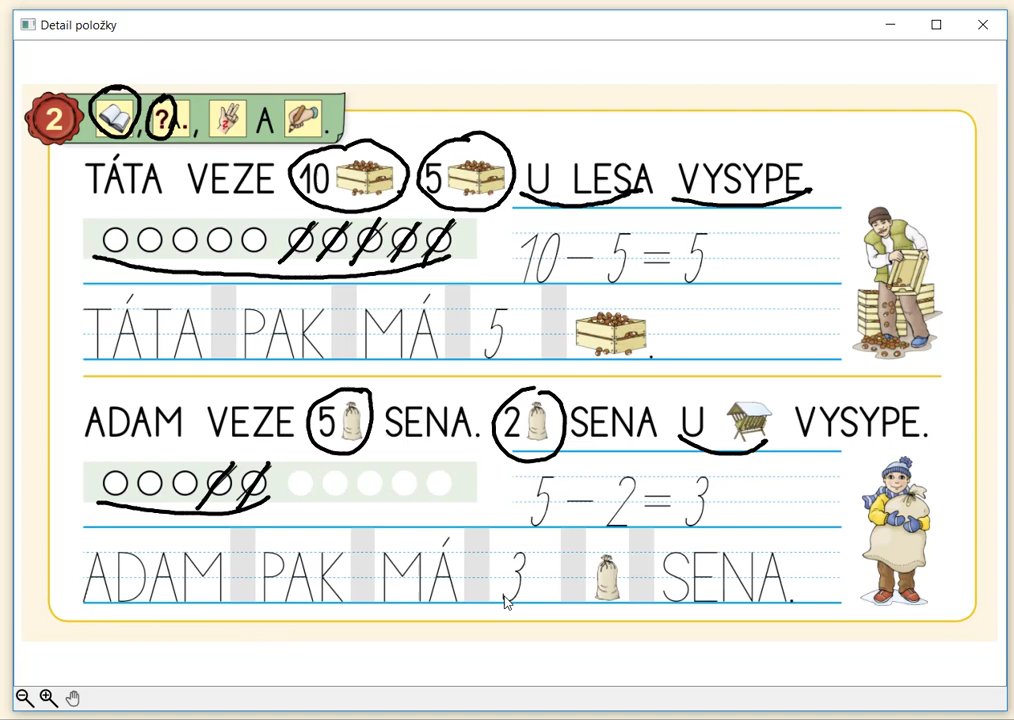 Detail položky
2 , ?. , 2 A .
TÁTA VEZE 10 , 5 U LESA VYSYPE.
10 - 5 = 5
TÁTA PAK MÁ 5 .
ADAM VEZE 5 SENA. 2 SENA U VYSYPE.
5 - 2 = 3
ADAM PAK MÁ 3 SENA.